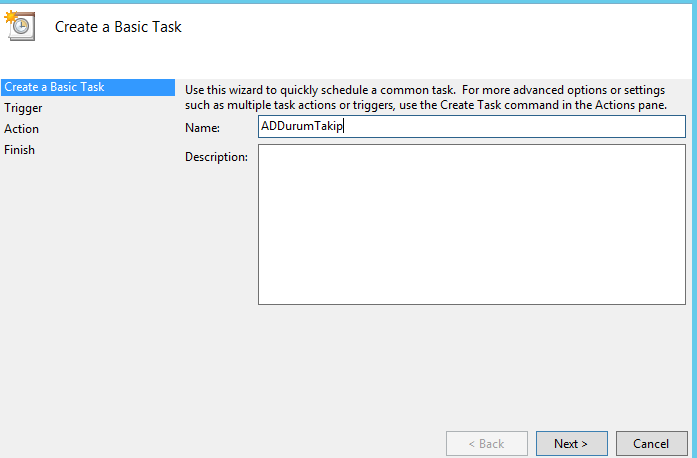 Create a Basic Task
Create a Basic Task
Trigger
Action
Finish
Use this wizard to quickly schedule a common task.  For more advanced options or settings
such as multiple task actions or triggers, use the Create Task command in the Actions pane.
Name:
ADDurumTakip
Description:
< Back
Next >
Cancel